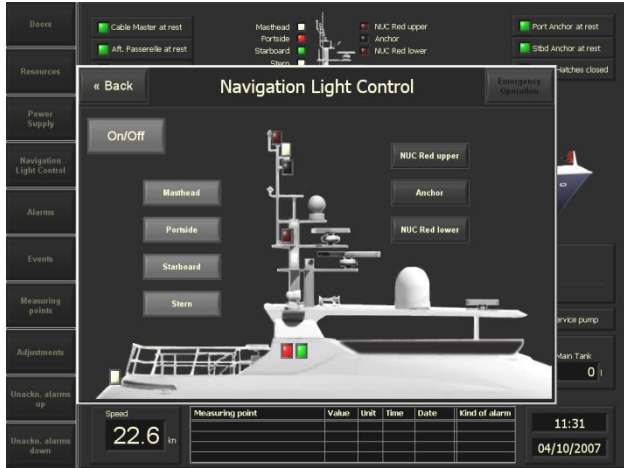 Doors
Resources
Power
Supply
Navigation
Light Control
Alarms
Events
Measuring
points
Adjustments
Unackn. alarms
up
Unackn. alarms
down
Cable Master at rest
Aft. Passerelle at rest
Masthead
Portside
Starboard
Stern
NUC Red upper
Anchor
NUC Red lower
Port Anchor at rest
Stbd Anchor at rest
Hatches closed
« Back
Navigation Light Control
Emergency
Operation
On/Off
Masthead
Portside
Starboard
Stern
NUC Red upper
Anchor
NUC Red lower
ervice pump
Main Tank
0 l
Speed
22.6 kn
Measuring point Value Unit Time Date Kind of alarm
11:31
04/10/2007